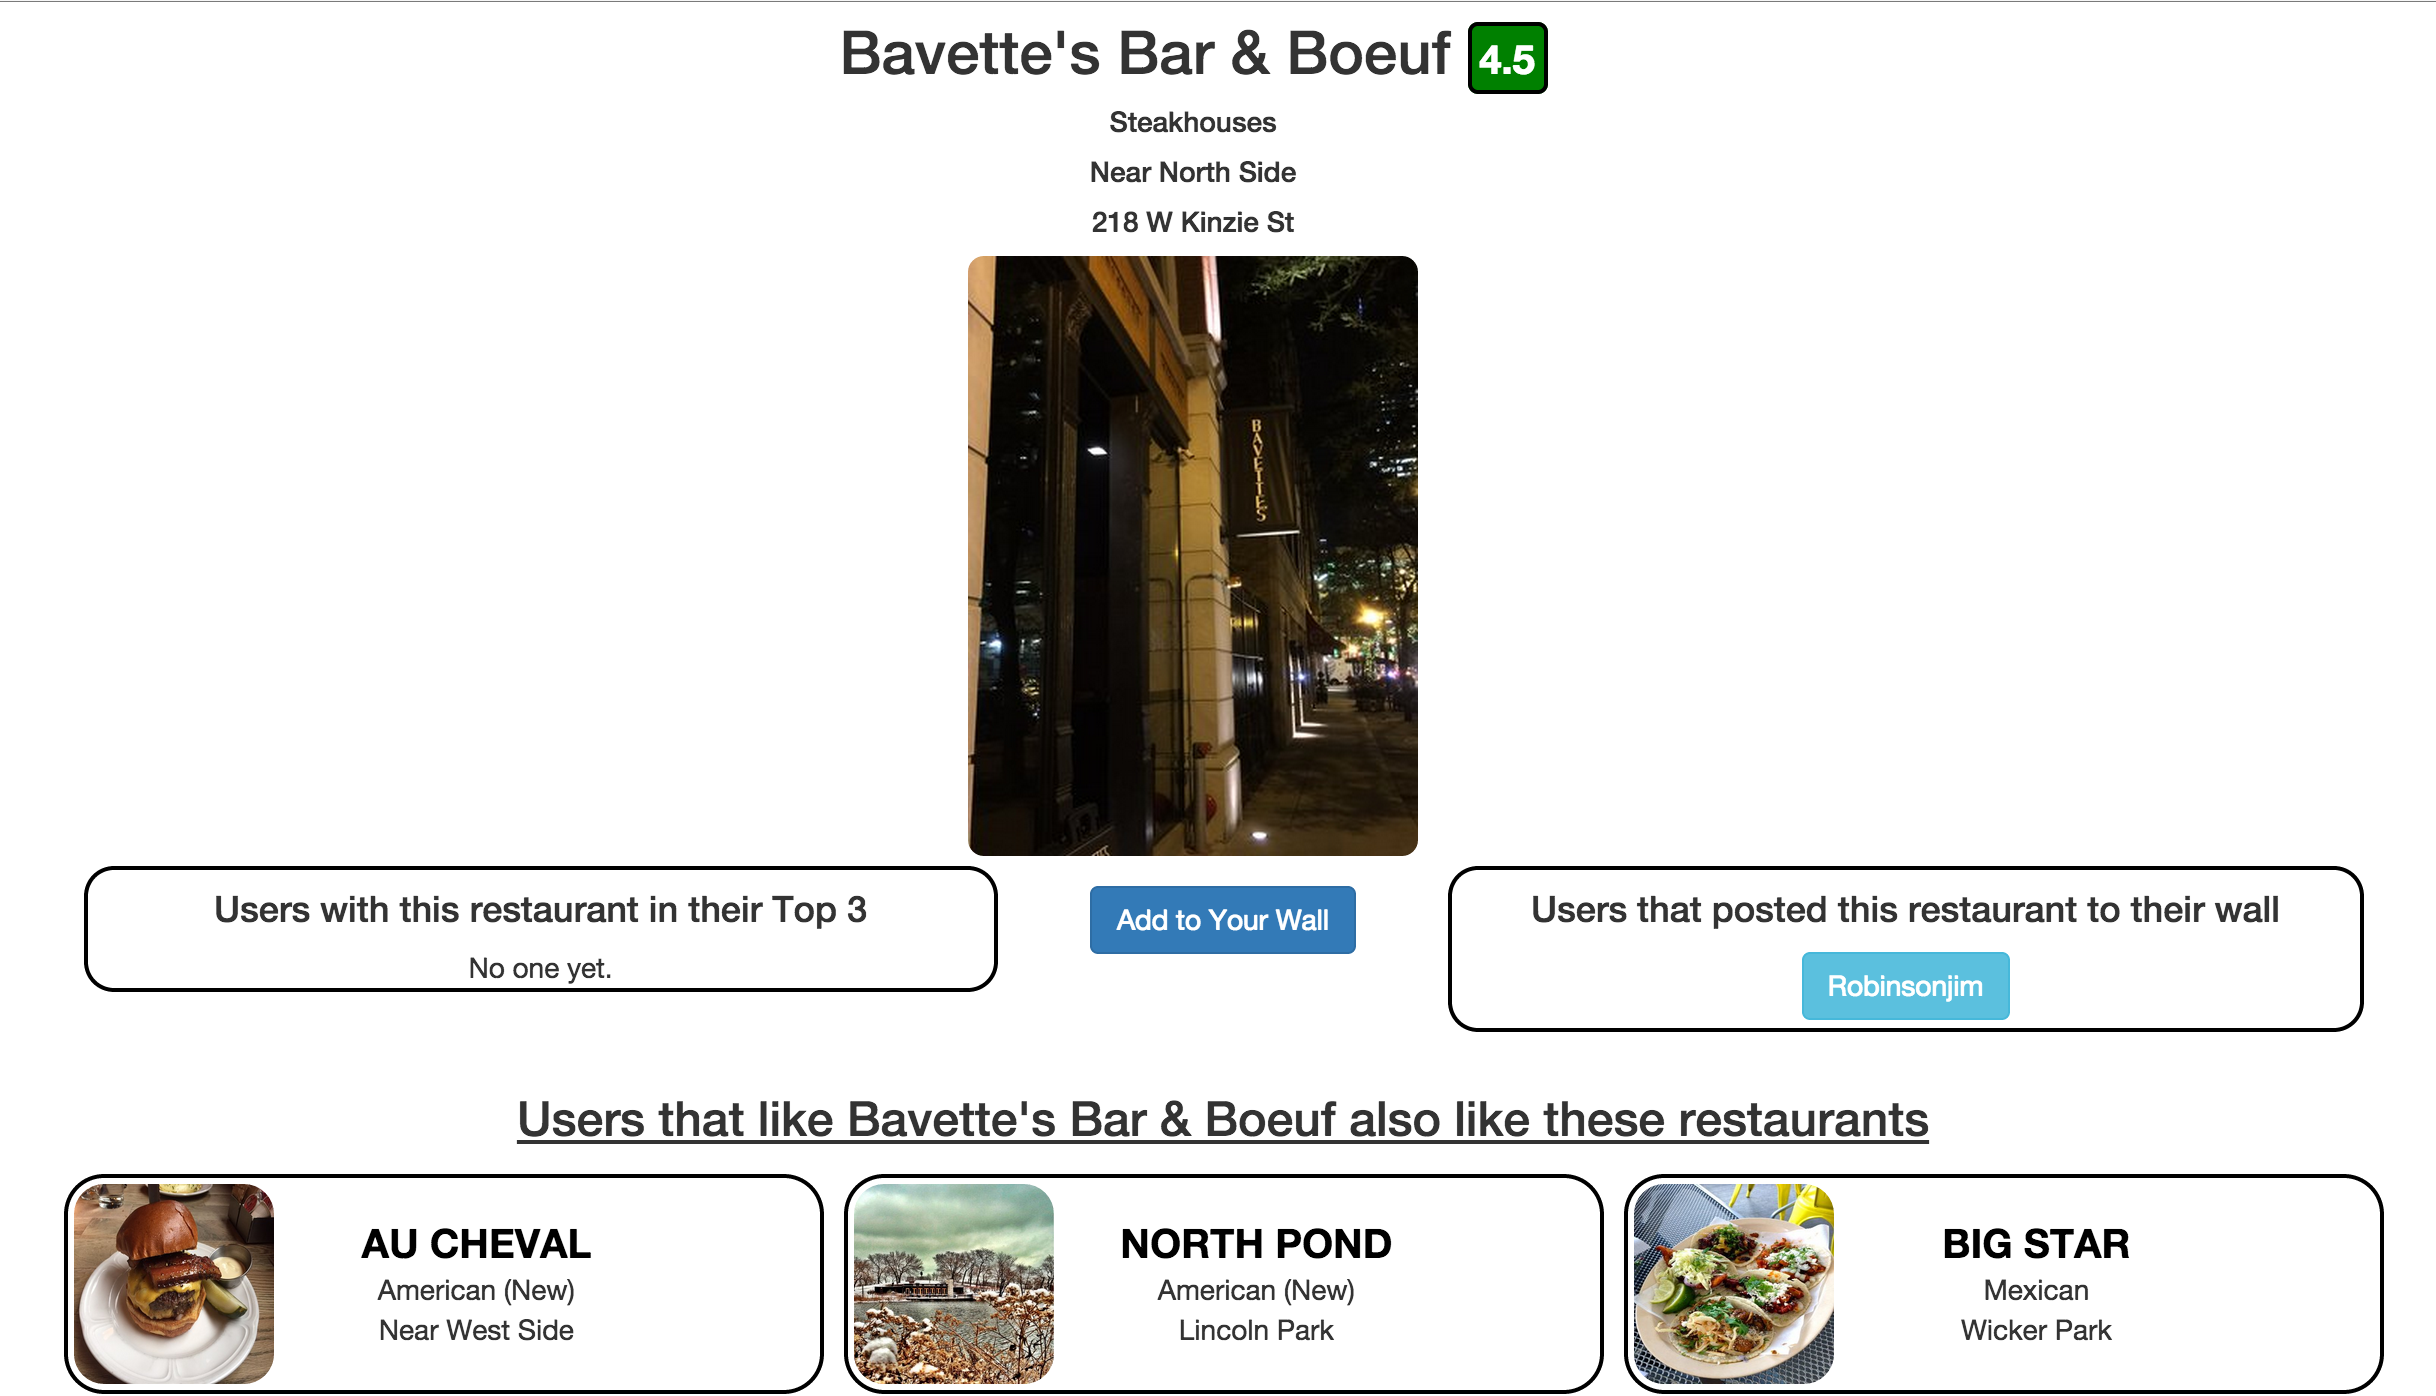 Bavette's Bar & Boeuf 4.5
Steakhouses
Near North Side
218 W Kinzie St
BAVETTES
Users with this restaurant in their Top 3
No one yet.
Add to Your Wall
Users that posted this restaurant to their wall
Robinsonjim
Users that like Bavette's Bar & Boeuf also like these restaurants
AU CHEVAL
American (New)
Near West Side
NORTH POND
American (New)
Lincoln Park
BIG STAR
Mexican
Wicker Park